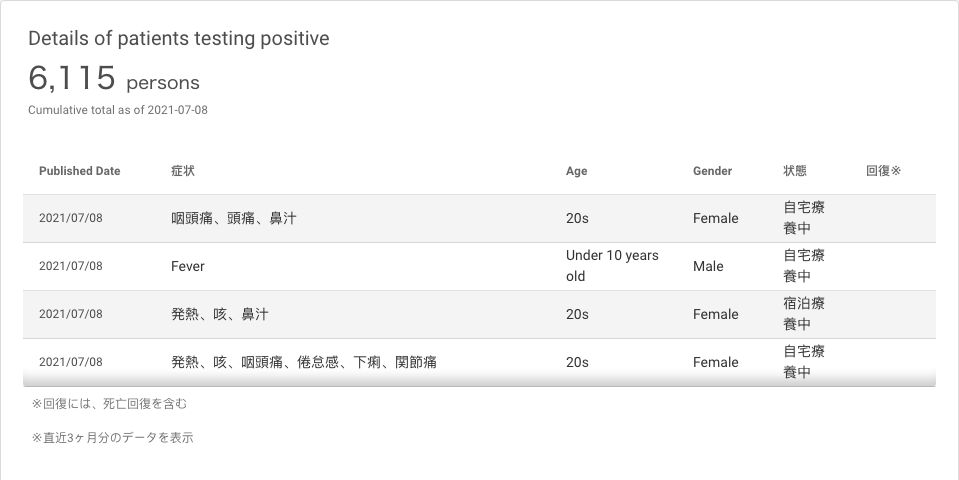 Details of patients testing positive
6,115 persons
Cumulative total as of 2021-07-08
Published Date 症状 Age Gender 状態 回復※
2021/07/08 咽頭痛、頭痛、鼻汁 20s Female 自宅療
養中
2021/07/08 Fever Under 10 years
old Male 自宅療
養中
2021/07/08 発熱、咳、鼻汁 20s Female 宿泊療
養中
2021/07/08 発熱、咳、咽頭痛、倦怠感、下痢、関節痛 20s Female 自宅療
養中
※回復には、死亡回復を含む
※直近3ヶ月分のデータを表示